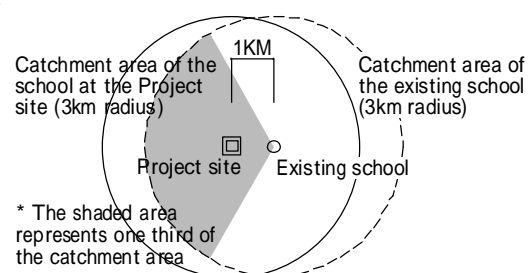 1KM
Catchment area of the
school at the Project
site (3km radius)
Catchment area of
the existing school
(3km radius)
Project site
Existing school
* The shaded area
represents one third of
the catchment area